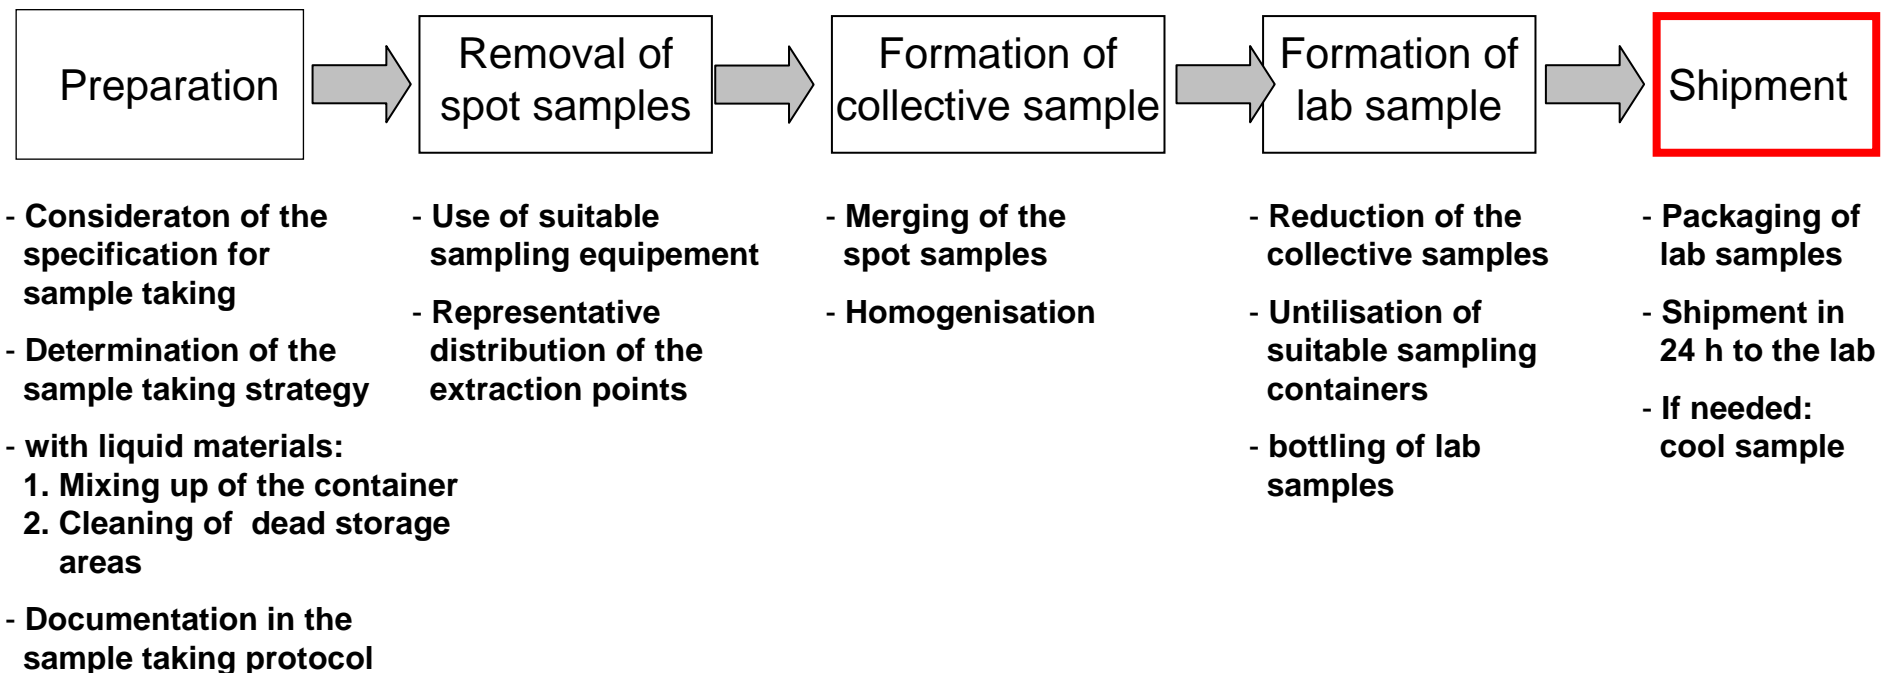 Preparation
Removal of
spot samples
Formation of
collective sample
Formation of
lab sample
Shipment
- Consideraton of the
specification for
sample taking
- Determination of the
sample taking strategy
- with liquid materials:
1. Mixing up of the container
2. Cleaning of  dead storage
areas
- Documentation in the
sample taking protocol
- Use of suitable
sampling equipement
- Representative
distribution of the
extraction points
- Merging of the
spot samples
- Homogenisation
- Reduction of the
collective samples
- Untilisation of
suitable sampling
containers
- bottling of lab
samples
- Packaging of
lab samples
- Shipment in
24 h to the lab
- If needed:
cool sample